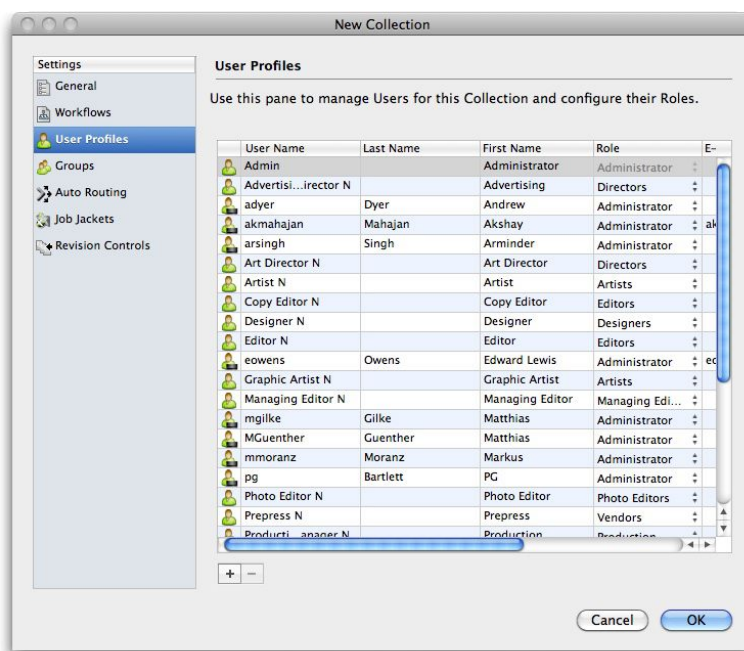 New Collection
Settings
General
Workflows
User Profiles
Groups
Auto Routing
Job Jackets
Revision Controls
User Profiles
Use this pane to manage Users for this Collection and configure their Roles.
User Name Last Name First Name Role E-
Admin Administrator Administrator
Advertisi...irector N Advertising Directors
adyer Dyer Andrew Administrator
akmahajan Mahajan Akshay Administrator ak
arsingh Singh Arminder Administrator
Art Director N Art Director Directors
Artist N Artist Artists
Copy Editor N Copy Editor Editors
Designer N Designer Designers
Editor N Editor Editors
eowens Owens Edward Lewis Administrator eo
Graphic Artist N Graphic Artist Artists
Managing Editor N Managing Editor Managing Edi...
mgilke Gilke Matthias Administrator
MGuenther Guenther Matthias Administrator
mmoranz Moranz Markus Administrator
pg Bartlett PG Administrator
Photo Editor N Photo Editor Photo Editors
Prepress N Prepress Vendors
Producti...anager N Production Production
+ −
Cancel OK